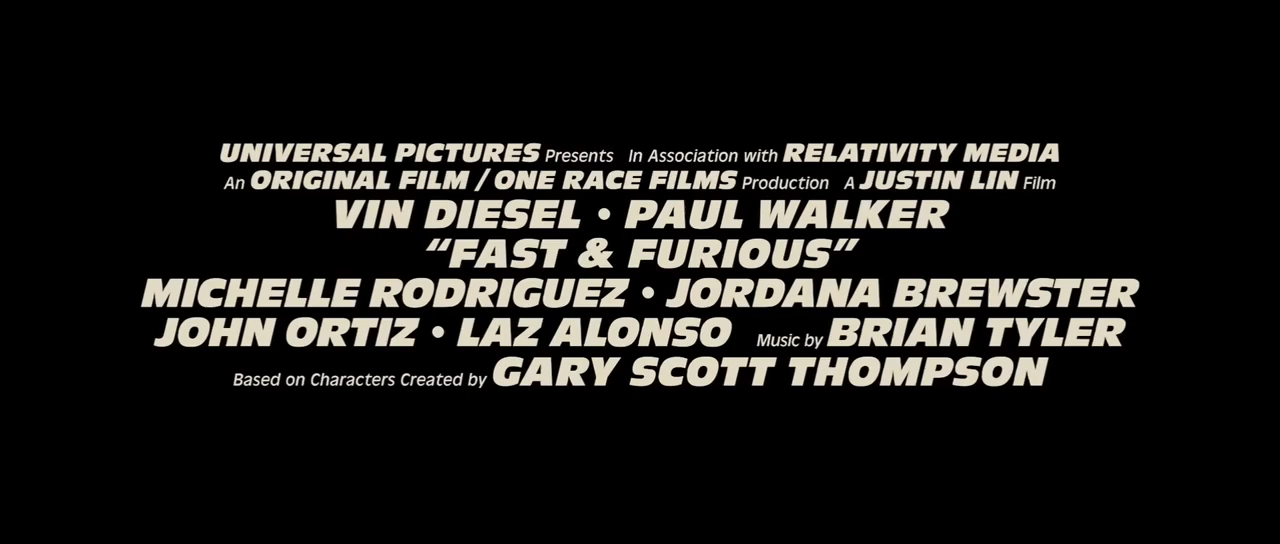 UNIVERSAL PICTURES Presents In Association with RELATIVITY MEDIA
An ORIGINAL FILM / ONE RACE FILMS Production A JUSTIN LIN Film
VIN DIESEL • PAUL WALKER
“FAST & FURIOUS”
MICHELLE RODRIGUEZ • JORDANA BREWSTER
JOHN ORTIZ • LAZ ALONSO Music by BRIAN TYLER
Based on Characters Created by GARY SCOTT THOMPSON